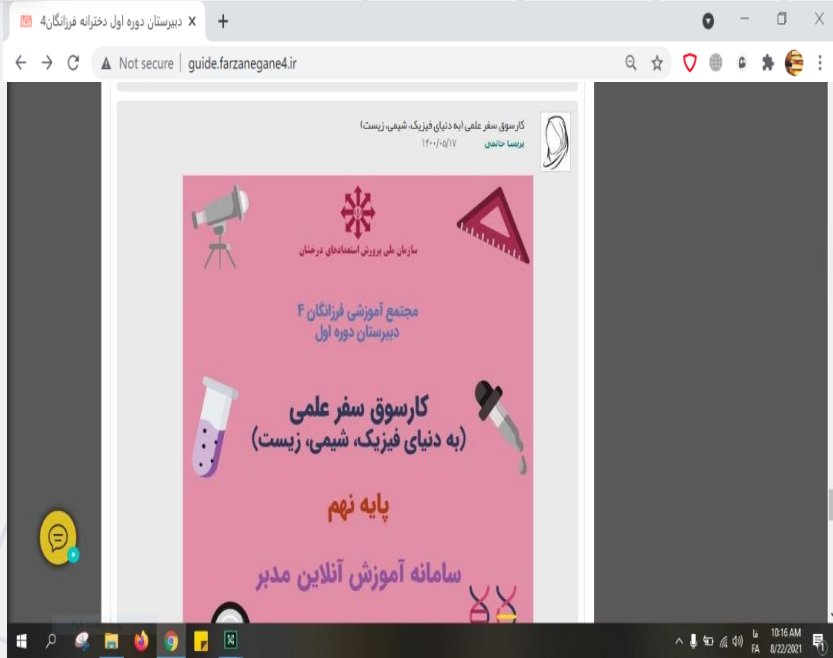 دبیرستان دوره اول دخترانه فرزانگان4
Not secure
guide.farzanegane4.ir
کارسوق سفر علمی (به دنیای فیزیک، شیمی، زیست)
پریسا حاتمی
۱۴۰۰/۰۵/۱۷
سازمان ملی پرورش استعدادهای درخشان
مجتمع آموزشی فرزانگان ۴
دبیرستان دوره اول
کارسوق سفر علمی
(به دنیای فیزیک، شیمی، زیست)
پایه نهم
سامانه آموزش آنلاین مدبر
فا
FA
10:16 AM
8/22/2021